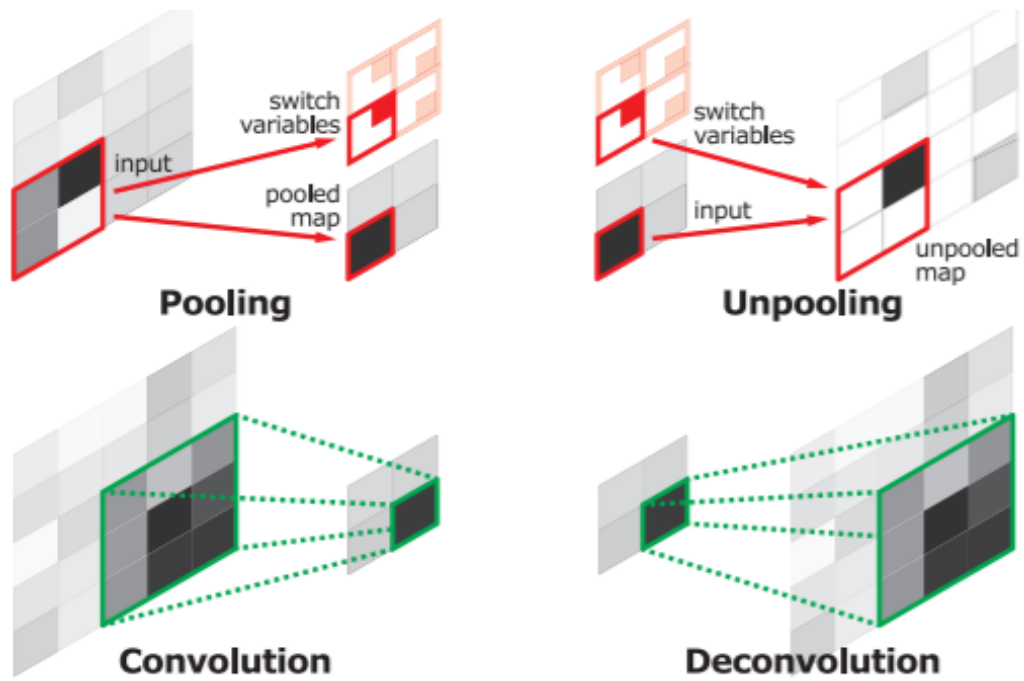 switch
variables
input
pooled
map
Pooling
switch
variables
input
unpooled
map
Unpooling
Convolution
Deconvolution